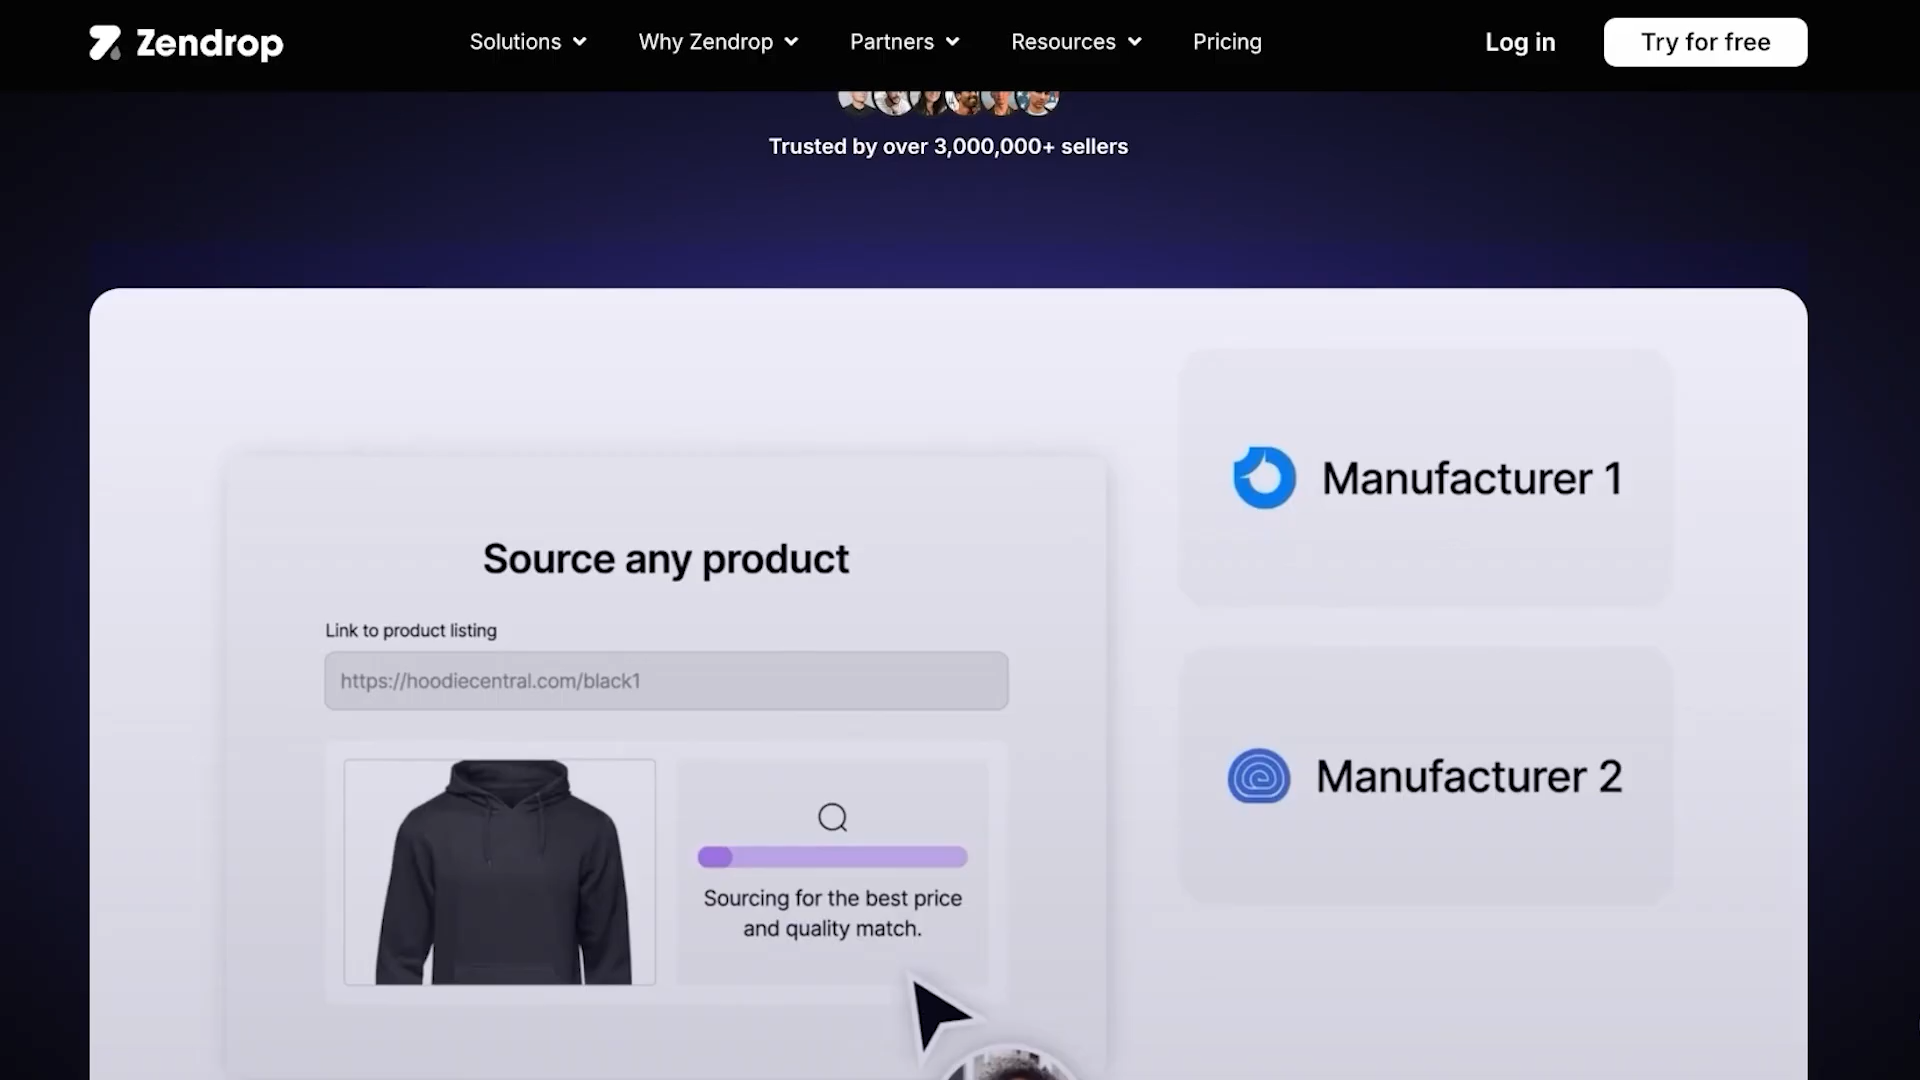 Zendrop
Solutions
Why Zendrop
Partners
Resources
Pricing
Log in
Try for free
Trusted by over 3,000,000+ sellers
Source any product
Link to product listing
https://hoodiecentral.com/black1
Sourcing for the best price
and quality match.
Manufacturer 1
Manufacturer 2